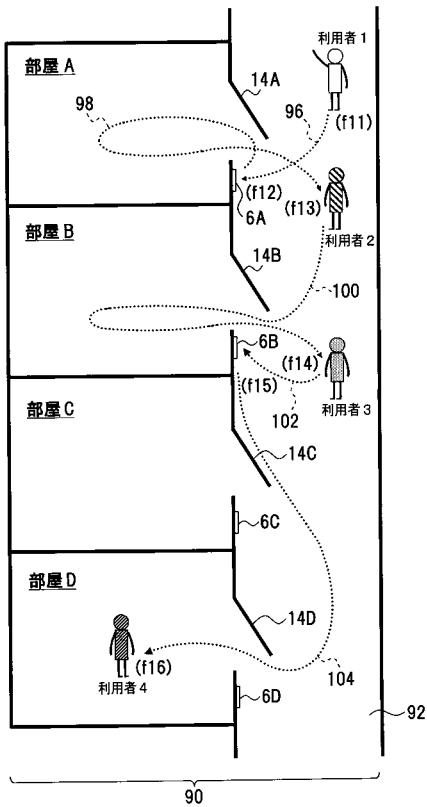 利用者1
部屋A
14A
98
96
(f11)
(f12)
(f13)
6A
部屋B
利用者2
14B
100
6B
(f14)
(f15)
利用者3
102
部屋C
14C
6C
部屋D
14D
(f16)
利用者4
104
6D
92
90